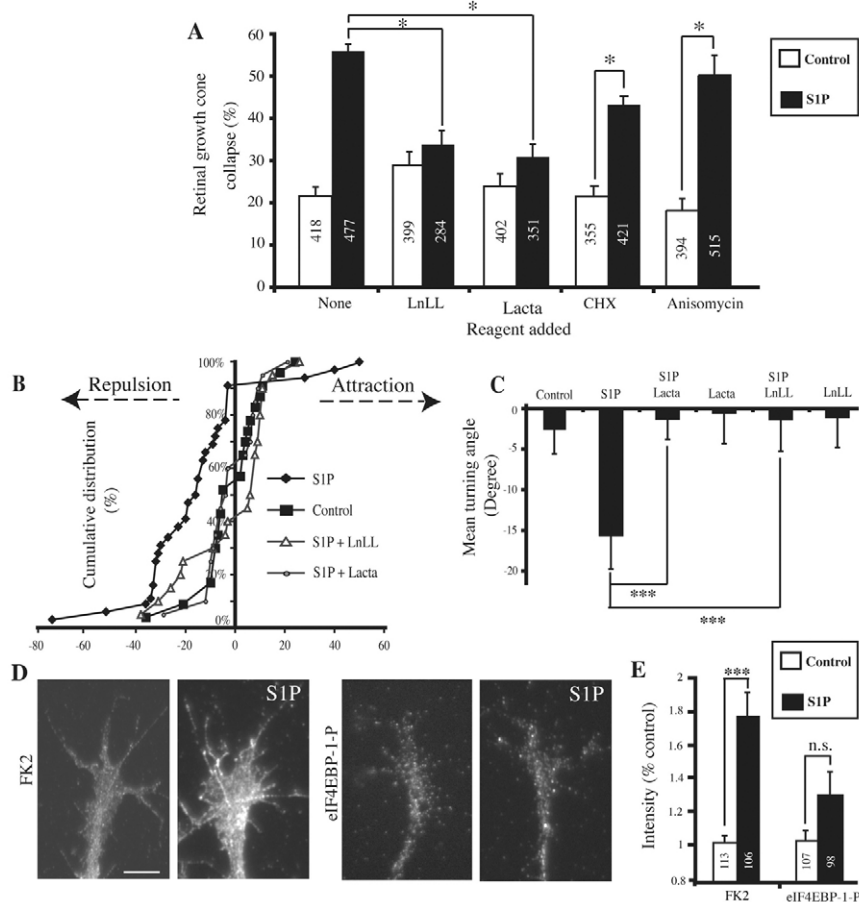 A
*
*
*
*
Control
S1P
Retinal growth cone
collapse (%)
60
50
40
30
20
10
0
418
477
399
284
402
351
355
421
394
515
None
LnLL
Lacta
CHX
Anisomycin
Reagent added
B
Repulsion
Attraction
Cumulative distribution
(%)
100%
80%
60%
40%
20%
0%
S1P
Control
S1P + LnLL
S1P + Lacta
-80
-60
-40
-20
0
20
40
60
C
Control
S1P
S1P
Lacta
Lacta
S1P
LnLL
LnLL
Mean turning angle
(Degree)
0
-5
-10
-15
-20
***
***
D
FK2
S1P
eIF4EBP-1-P
S1P
E
Control
S1P
Intensity (% control)
2
1.8
1.6
1.4
1.2
1
0.8
***
n.s.
113
106
107
98
FK2
eIF4EBP-1-P